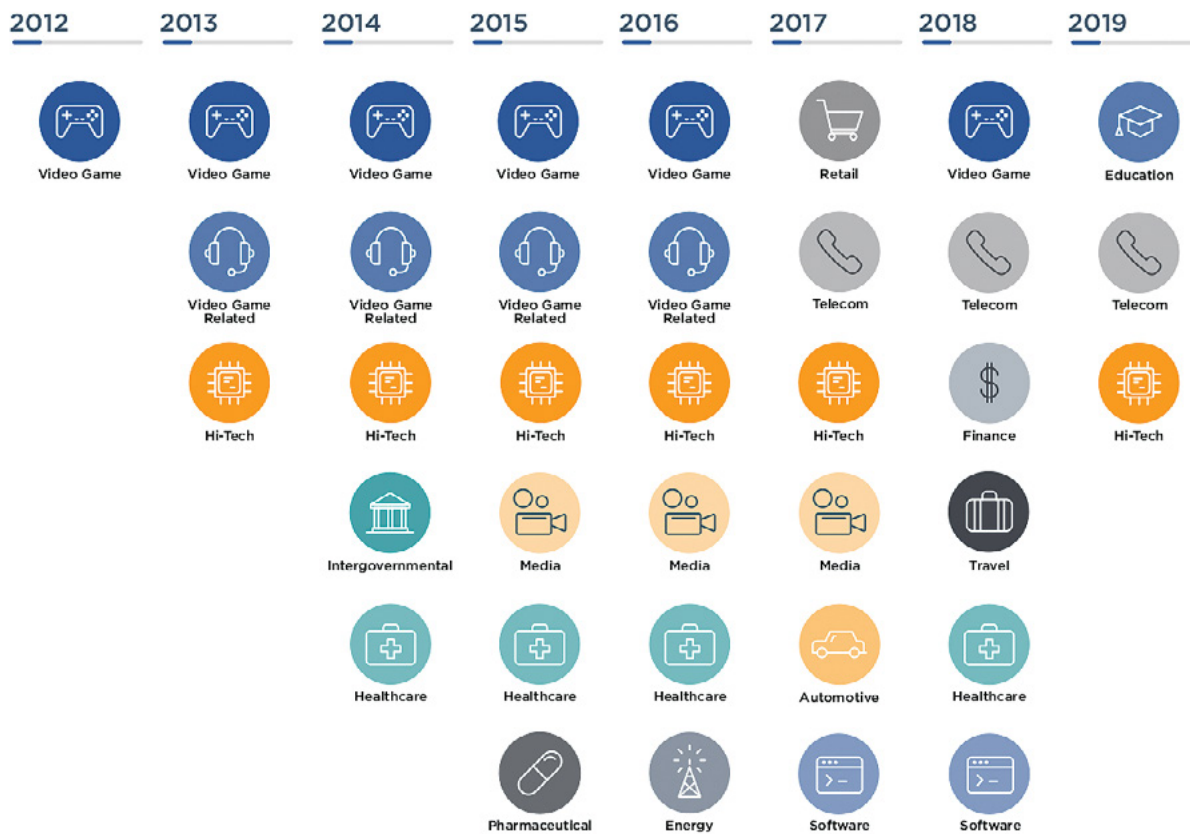 2012
2013
2014
2015
2016
2017
2018
2019
Video Game
Video Game
Video Game
Video Game
Video Game
Retail
Video Game
Education
Video Game
Related
Video Game
Related
Video Game
Related
Video Game
Related
Telecom
Telecom
Telecom
Hi-Tech
Hi-Tech
Hi-Tech
Hi-Tech
Hi-Tech
Finance
Hi-Tech
Intergovernmental
Media
Media
Media
Travel
Healthcare
Healthcare
Healthcare
Automotive
Healthcare
Pharmaceutical
Energy
Software
Software